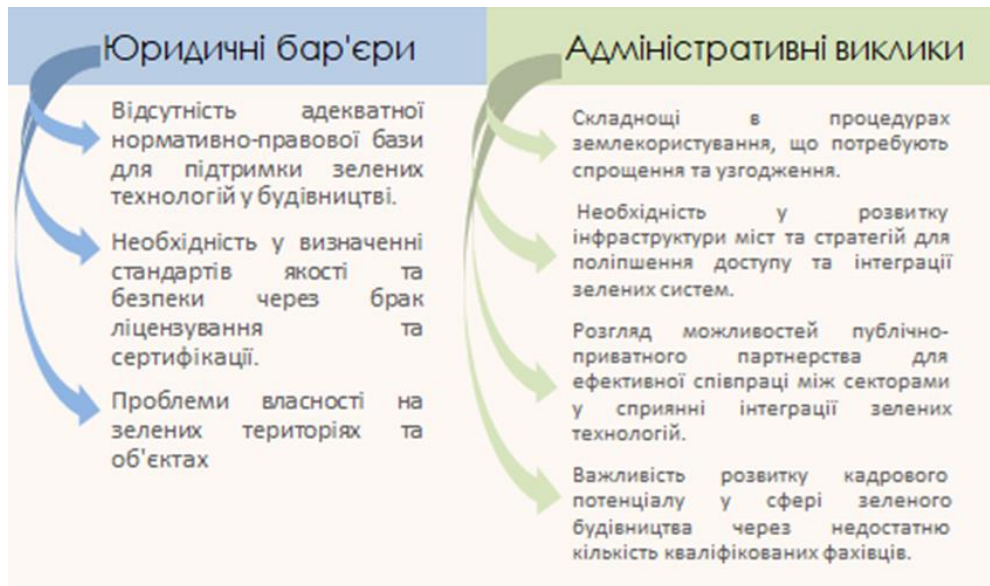 Юридичні бар'єри
Відсутність адекватної
нормативно-правової бази
для підтримки зелених
технологій у будівництві.
Необхідність у визначенні
стандартів якості та
безпеки через брак
ліцензування та
сертифікації.
Проблеми власності на
зелених територіях та
об'єктах
Адміністративні виклики
Складнощі в процедурах
землекористування, що потребують
спрощення та узгодження.
Необхідність у розвитку
інфраструктури міст та стратегій для
поліпшення доступу та інтеграції
зелених систем.
Розгляд можливостей публічно-
приватного партнерства для
ефективної співпраці між секторами
у сприянні інтеграції зелених
технологій.
Важливість розвитку кадрового
потенціалу у сфері зеленого
будівництва через недостатню
кількість кваліфікованих фахівців.